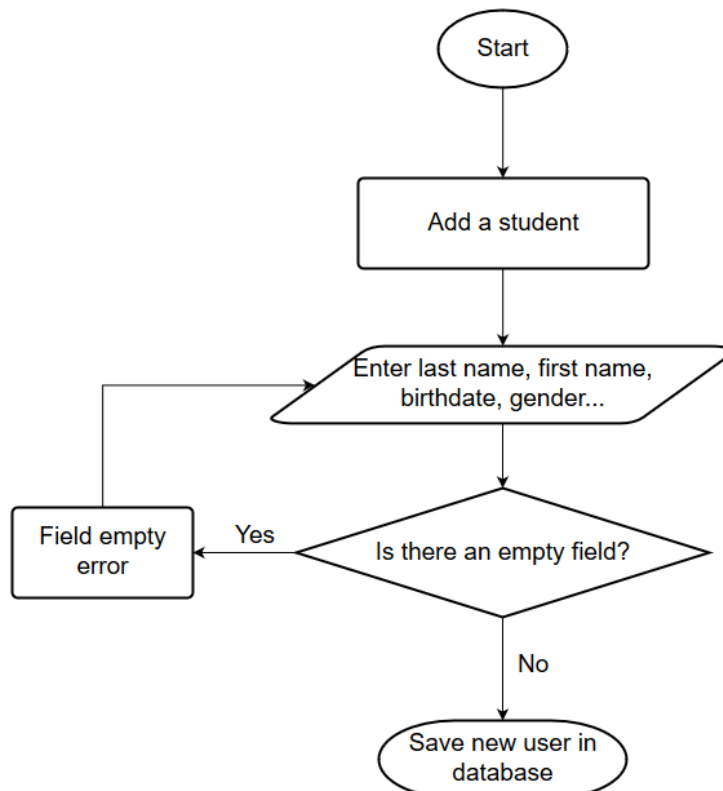 Start
Add a student
Enter last name, first name,
birthdate, gender...
Is there an empty field?
Yes
Field empty
error
No
Save new user in
database